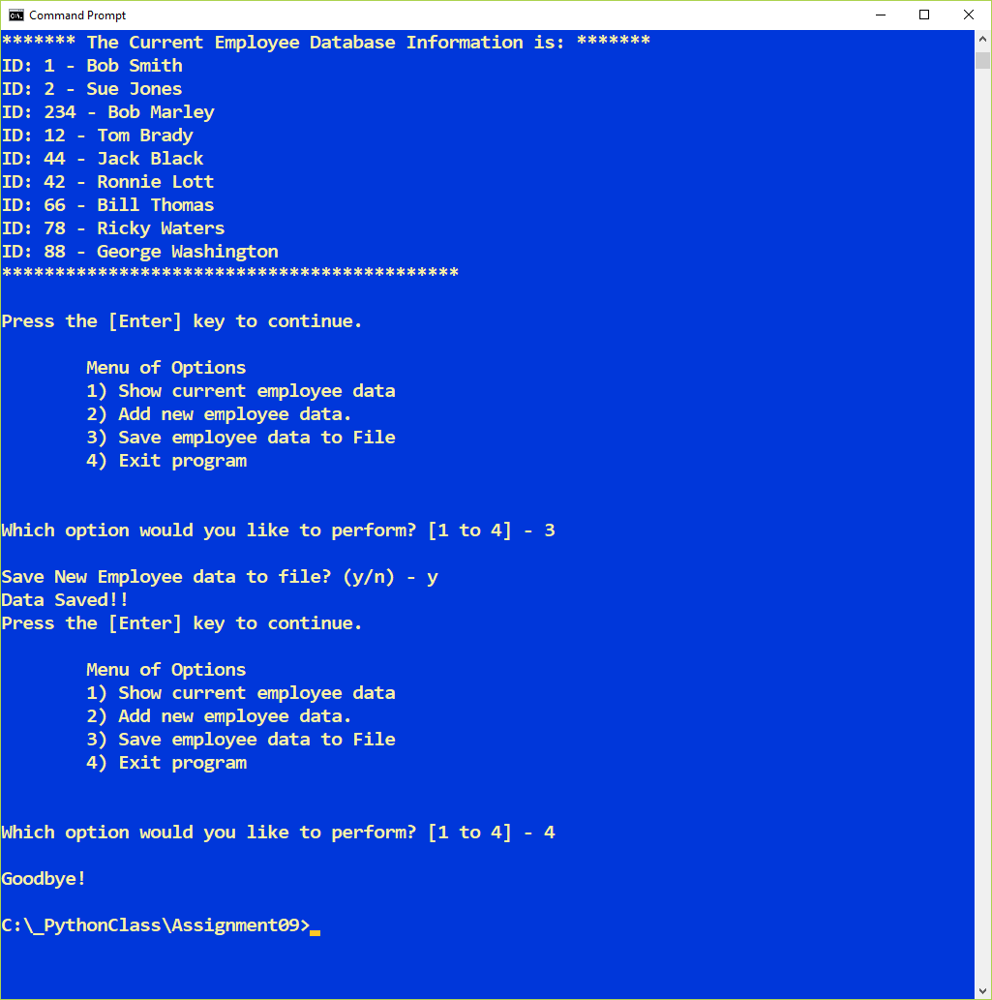 Command Prompt
******* The Current Employee Database Information is: *******
ID: 1 - Bob Smith
ID: 2 - Sue Jones
ID: 234 - Bob Marley
ID: 12 - Tom Brady
ID: 44 - Jack Black
ID: 42 - Ronnie Lott
ID: 66 - Bill Thomas
ID: 78 - Ricky Waters
ID: 88 - George Washington
*******************************************
Press the [Enter] key to continue.
Menu of Options
1) Show current employee data
2) Add new employee data.
3) Save employee data to File
4) Exit program
Which option would you like to perform? [1 to 4] - 3
Save New Employee data to file? (y/n) - y
Data Saved!!
Press the [Enter] key to continue.
Menu of Options
1) Show current employee data
2) Add new employee data.
3) Save employee data to File
4) Exit program
Which option would you like to perform? [1 to 4] - 4
Goodbye!
C:\_PythonClass\Assignment09>